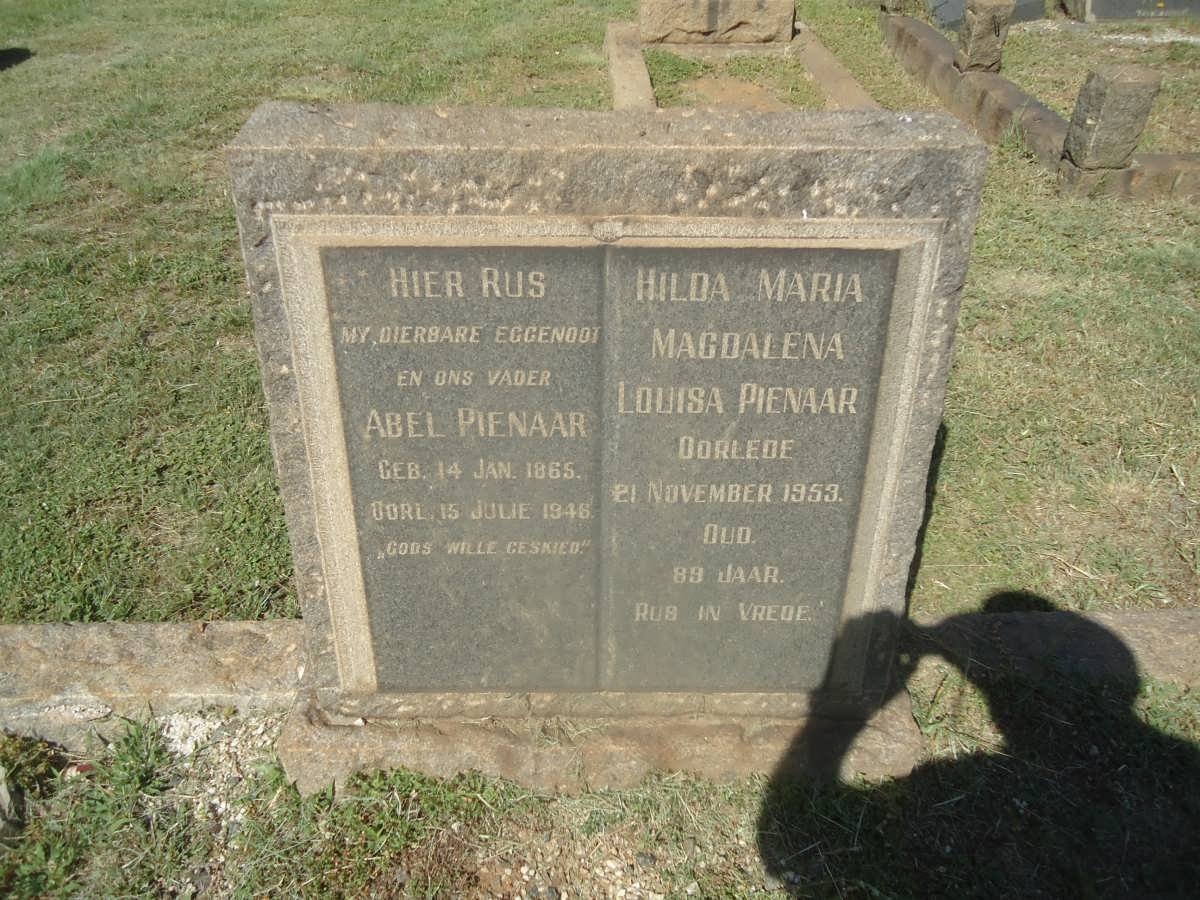 HIER RUS
MY DIERBARE EGGENOOT
EN ONS VADER
ABEL PIENAAR
GEB. 14 JAN. 1865.
OORL. 15 JULIE 1946.
„GODS WILLE GESKIED."
HILDA MARIA
MAGDALENA
LOUISA PIENAAR
OORLEDE
21 NOVEMBER 1953.
OUD.
89 JAAR.
RUS IN VREDE.